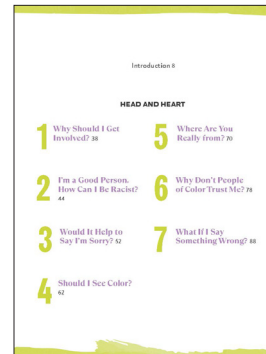 Introduction 8
HEAD AND HEART
1 Why Should I Get
Involved? 38
2 I'm a Good Person.
How Can I Be Racist?
44
3 Would It Help to
Say I'm Sorry? 52
4 Should I See Color?
62
5 Where Are You
Really from? 70
6 Why Don't People
of Color Trust Me? 78
7 What If I Say
Something Wrong? 88